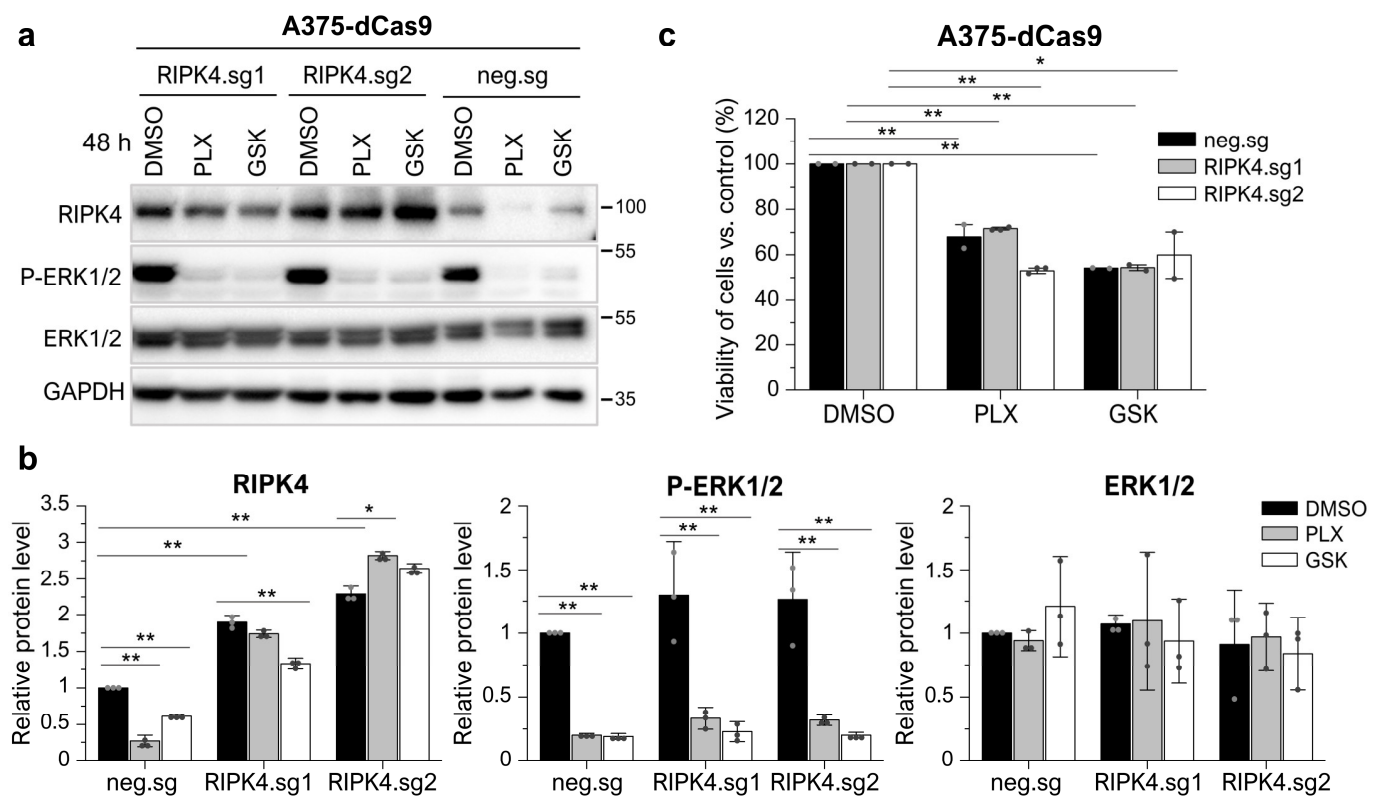 a
A375-dCas9
RIPK4.sg1 RIPK4.sg2 neg.sg
48 h DMSO PLX GSK DMSO PLX GSK DMSO PLX GSK
RIPK4 100
P-ERK1/2 55
ERK1/2 55
GAPDH 35
c
A375-dCas9
*
**
**
**
**
**
Viability of cells vs. control (%)
120
100
80
60
40
20
0
DMSO PLX GSK
neg.sg
RIPK4.sg1
RIPK4.sg2
b
RIPK4
Relative protein level
3.5
3
2.5
2
1.5
1
0.5
0
** ** ** ** ** *
neg.sg RIPK4.sg1 RIPK4.sg2
P-ERK1/2
Relative protein level
2
1.5
1
0.5
0
** ** ** ** ** **
neg.sg RIPK4.sg1 RIPK4.sg2
ERK1/2
Relative protein level
2
1.5
1
0.5
0
neg.sg RIPK4.sg1 RIPK4.sg2
DMSO
PLX
GSK